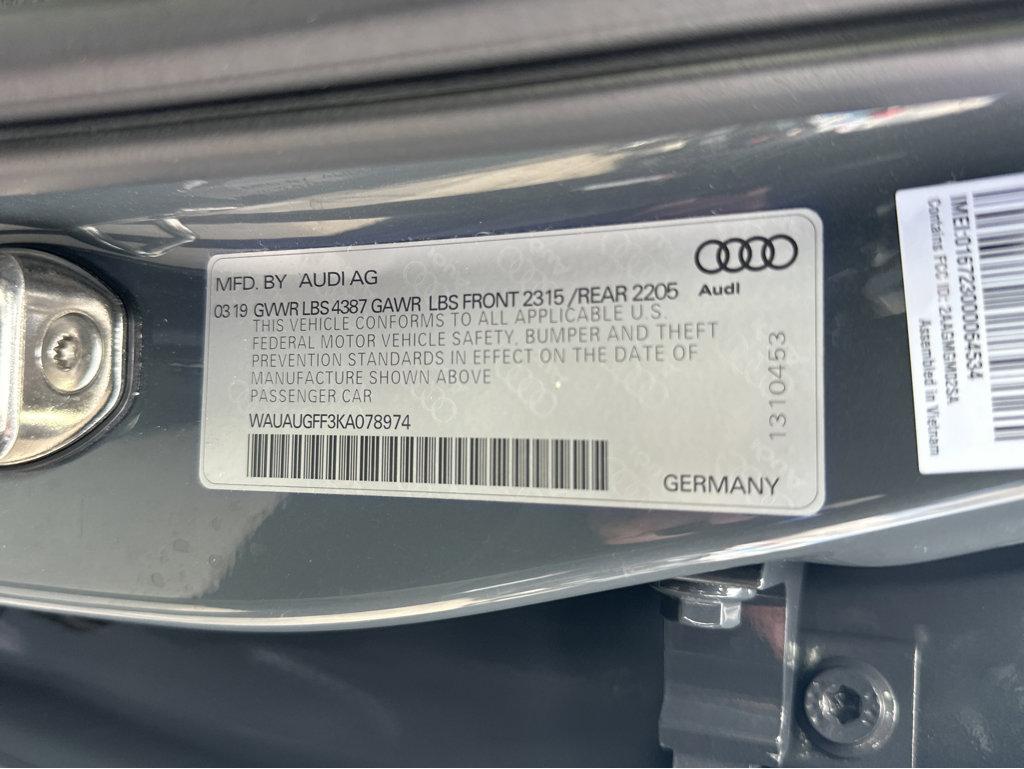 MFD. BY AUDI AG
Audi
03 19 GVWR LBS 4387 GAWR LBS FRONT 2315 /REAR 2205
THIS VEHICLE CONFORMS TO ALL APPLICABLE U.S.
FEDERAL MOTOR VEHICLE SAFETY, BUMPER AND THEFT
PREVENTION STANDARDS IN EFFECT ON THE DATE OF
MANUFACTURE SHOWN ABOVE
PASSENGER CAR
WAUAUGFF3KA078974
1310453
GERMANY
IMEI:015723000064534
Contains FCC ID:
Assembled in Vietnam